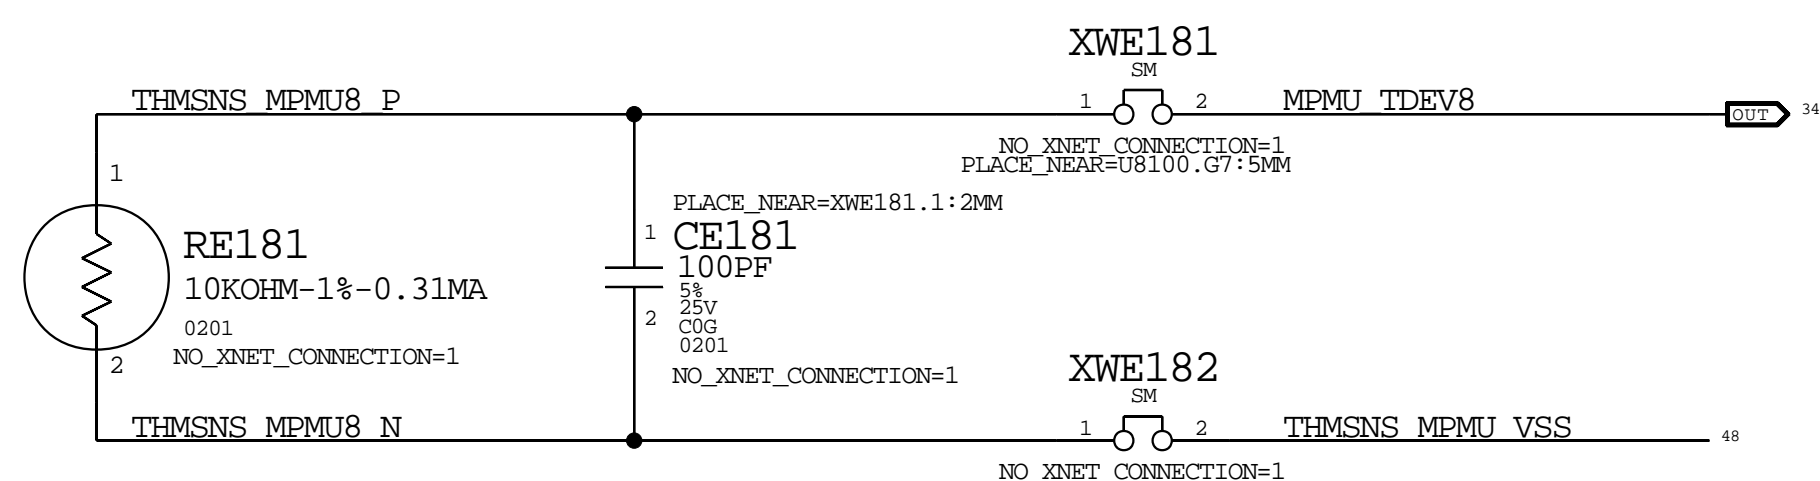 XWE181
SM
THMSNS_MPMU8_P
1
2
MPMU_TDEV8
OUT
34
NO_XNET_CONNECTION=1
PLACE_NEAR=U8100.G7:5MM
1
PLACE_NEAR=XWE181.1:2MM
1
CE181
RE181
100PF
10KOHM-1%-0.31MA
5%
25V
2
C0G
0201
0201
NO_XNET_CONNECTION=1
2
NO_XNET_CONNECTION=1
XWE182
SM
THMSNS_MPMU8_N
1
2
THMSNS_MPMU_VSS
48
NO_XNET_CONNECTION=1